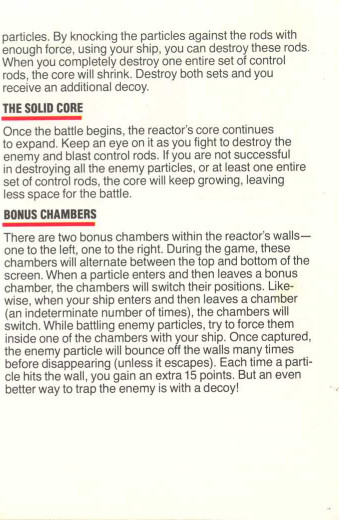 particles. By knocking the particles against the rods with
enough force, using your ship, you can destroy these rods.
When you completely destroy one entire set of control
rods, the core will shrink. Destroy both sets and you
receive an additional decoy.
THE SOLID CORE
Once the battle begins, the reactor's core continues
to expand. Keep an eye on it as you fight to destroy the
enemy and blast control rods. If you are not successful
in destroying all the enemy particles, or at least one entire
set of control rods, the core will keep growing, leaving
less space for the battle.
BONUS CHAMBERS
There are two bonus chambers within the reactor's walls—
one to the left, one to the right. During the game, these
chambers will alternate between the top and bottom of the
screen. When a particle enters and then leaves a bonus
chamber, the chambers will switch their positions. Like-
wise, when your ship enters and then leaves a chamber
(an indeterminate number of times), the chambers will
switch. While battling enemy particles, try to force them
inside one of the chambers with your ship. Once captured,
the enemy particle will bounce off the walls many times
before disappearing (unless it escapes). Each time a parti-
cle hits the wall, you gain an extra 15 points. But an even
better way to trap the enemy is with a decoy!